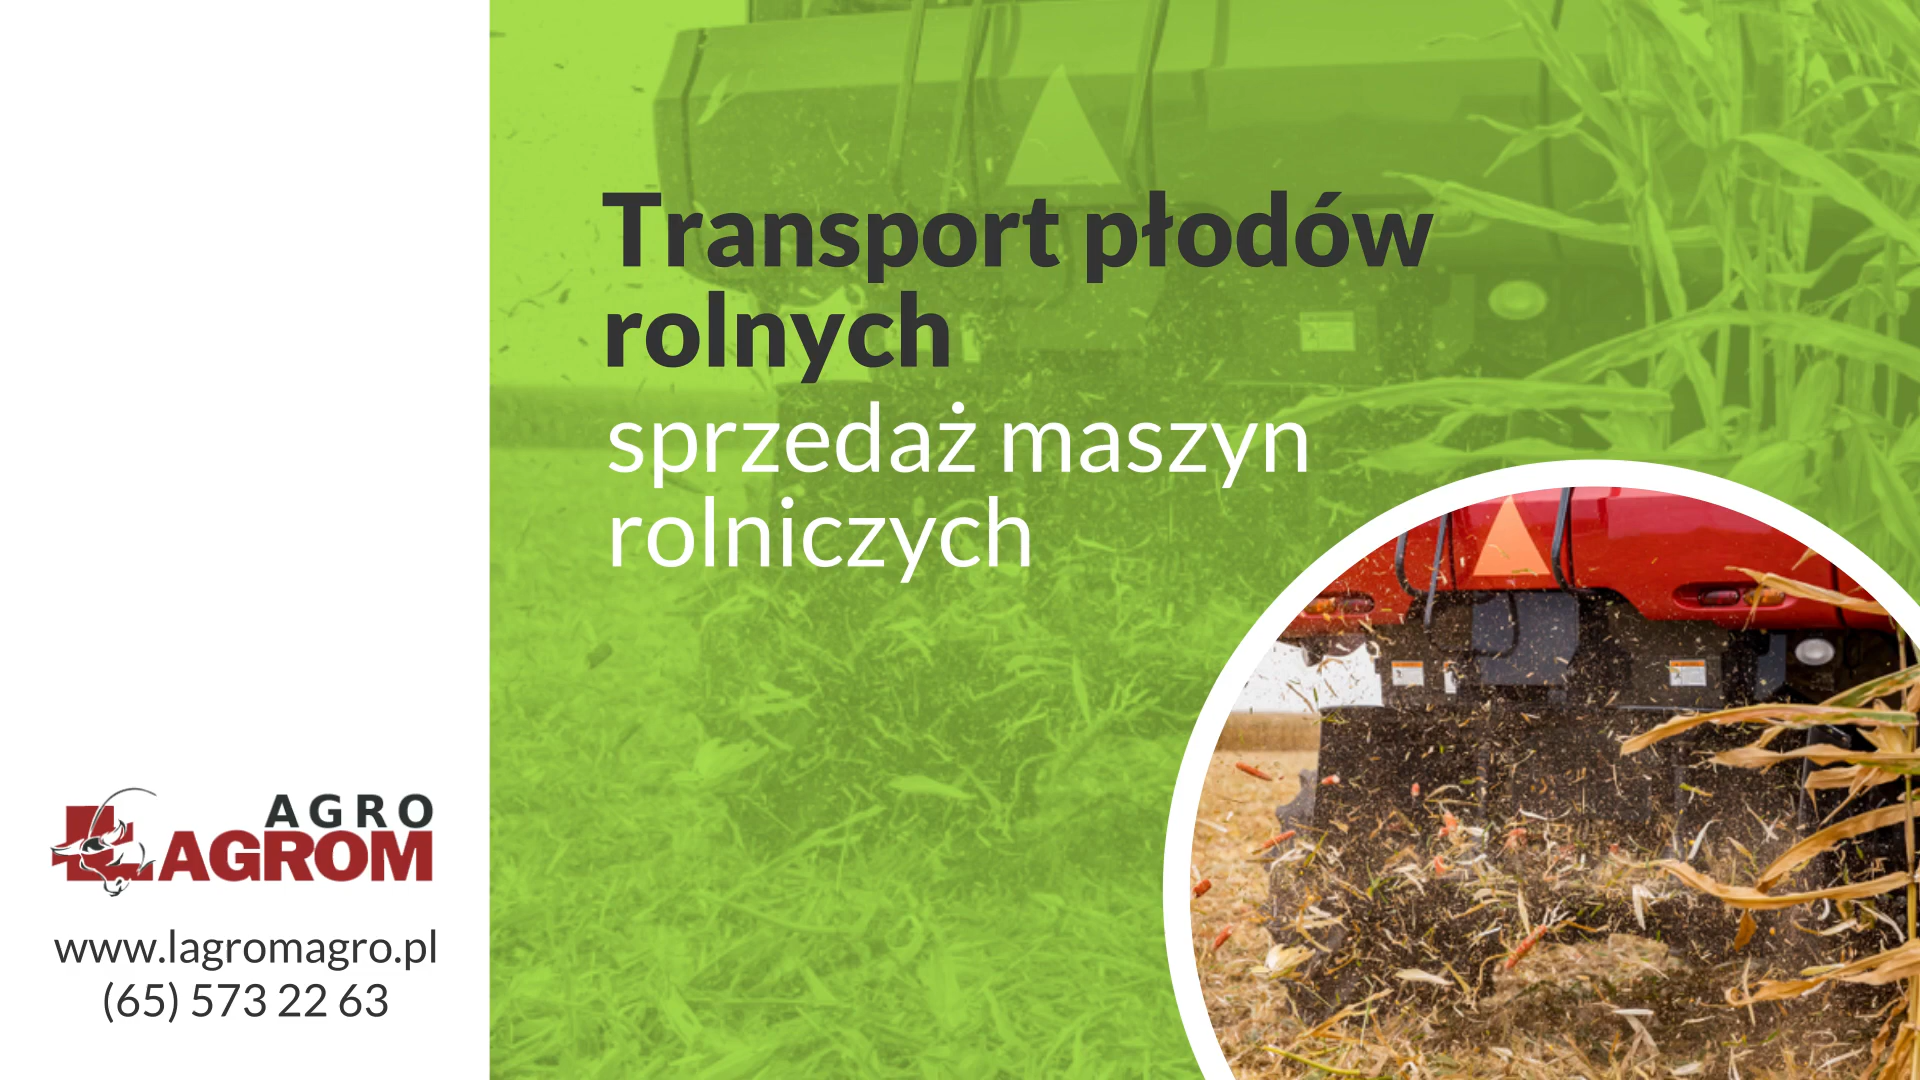 Transport płodów
rolnych
sprzedaż maszyn
rolniczych
AGRO
LAGROM
www.lagromagro.pl
(65) 573 22 63